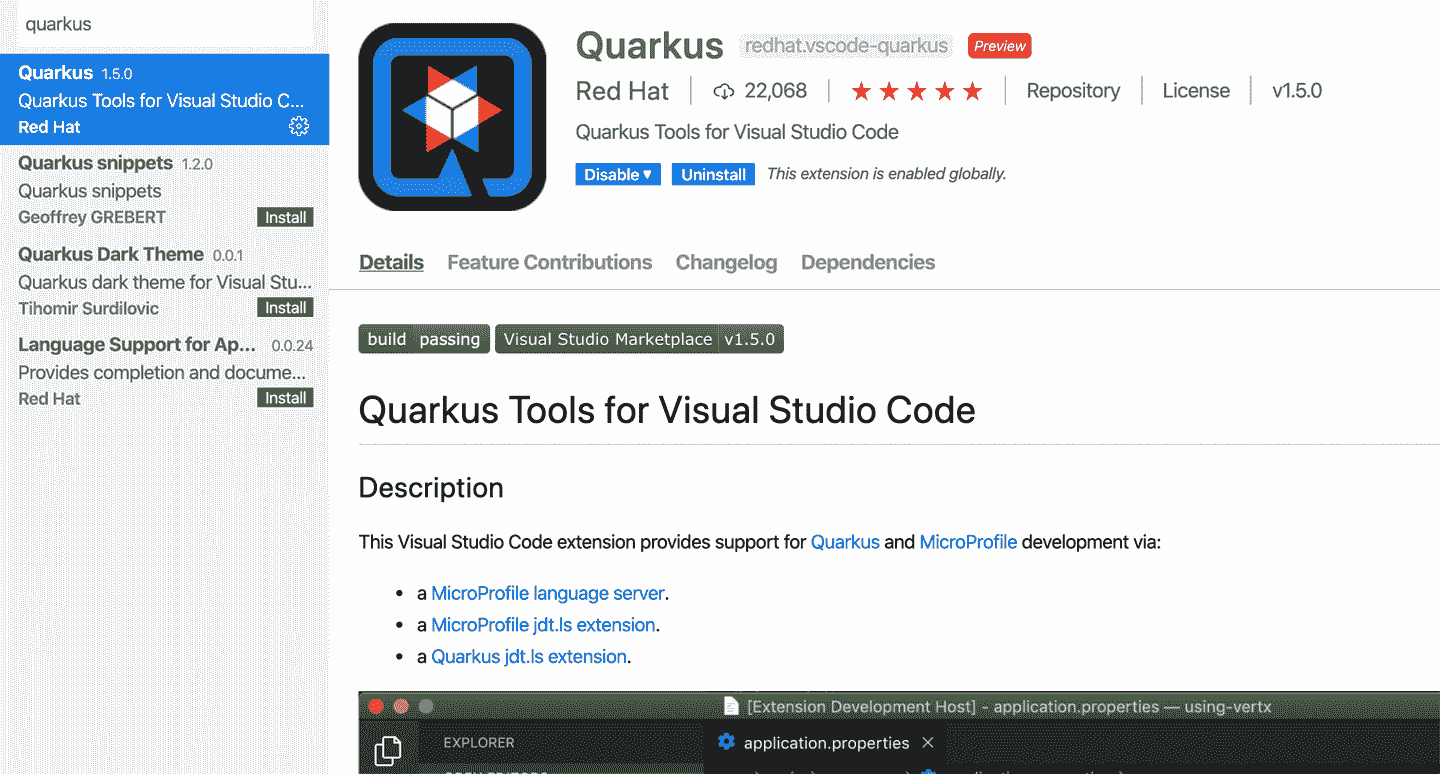 quarkus
Quarkus 1.5.0
Quarkus Tools for Visual Studio C...
Red Hat
Quarkus snippets 1.2.0
Quarkus snippets
Geoffrey GREBERT Install
Quarkus Dark Theme 0.0.1
Quarkus dark theme for Visual Stu...
Tihomir Surdilovic Install
Language Support for Ap... 0.0.24
Provides completion and docume...
Red Hat Install
Quarkus redhat.vscode-quarkus Preview
Red Hat 22,068 Repository License v1.5.0
Quarkus Tools for Visual Studio Code
Disable Uninstall This extension is enabled globally.
Details Feature Contributions Changelog Dependencies
build passing Visual Studio Marketplace v1.5.0
Quarkus Tools for Visual Studio Code
Description
This Visual Studio Code extension provides support for Quarkus and MicroProfile development via:
• a MicroProfile language server.
• a MicroProfile jdt.ls extension.
• a Quarkus jdt.ls extension.
[Extension Development Host] - application.properties — using-vertx
EXPLORER application.properties